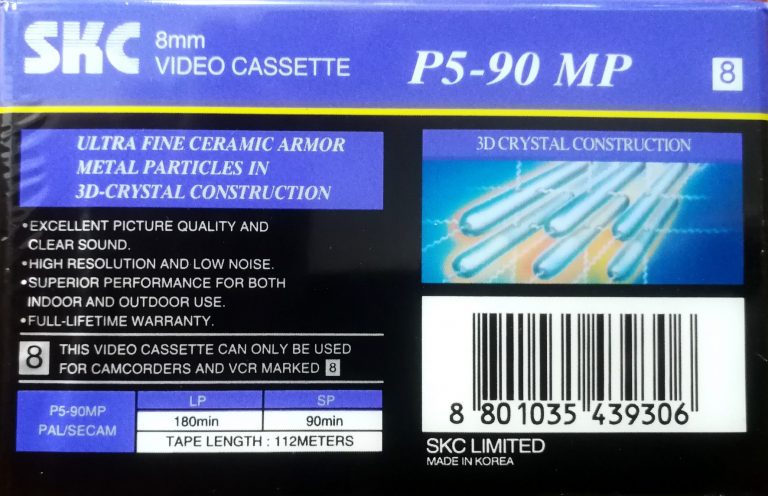 SKC 8mm
VIDEO CASSETTE
P5-90 MP
8
ULTRA FINE CERAMIC ARMOR
METAL PARTICLES IN
3D-CRYSTAL CONSTRUCTION
•EXCELLENT PICTURE QUALITY AND
CLEAR SOUND.
•HIGH RESOLUTION AND LOW NOISE.
•SUPERIOR PERFORMANCE FOR BOTH
INDOOR AND OUTDOOR USE.
•FULL-LIFETIME WARRANTY.
8 THIS VIDEO CASSETTE CAN ONLY BE USED
FOR CAMCORDERS AND VCR MARKED 8
P5-90MP
PAL/SECAM
LP SP
180min 90min
TAPE LENGTH : 112METERS
3D CRYSTAL CONSTRUCTION
8 801035 439306
SKC LIMITED
MADE IN KOREA